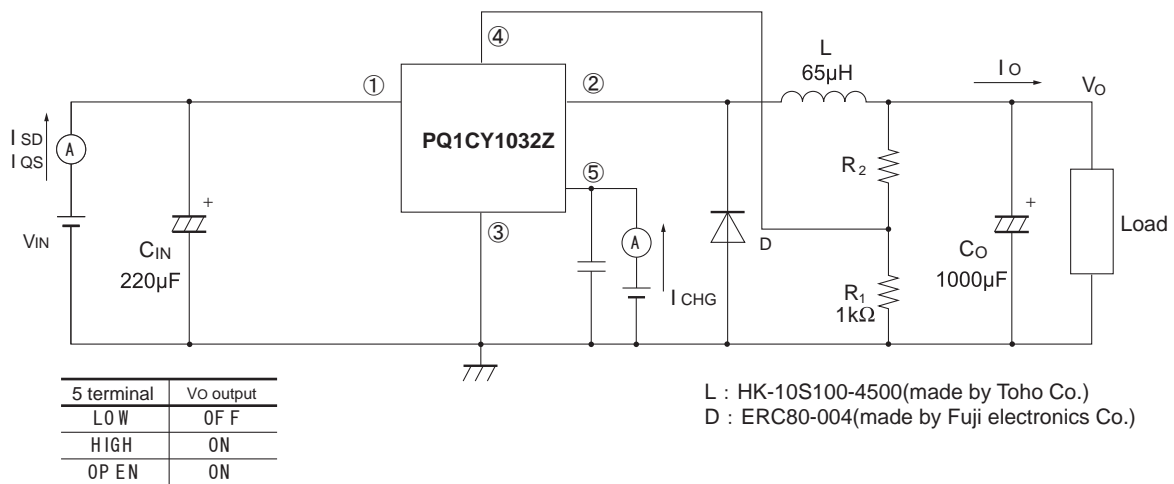 ④
L
65µH
I O
VO
①
②
PQ1CY1032Z
I SD
I QS
A
⑤
R 2
+
+
VIN
CIN
220µF
③
A
D
Load
CO
1000µF
I CHG
R1
1kΩ
5 terminal VO output
LOW OFF
HIGH ON
OPEN ON
L : HK-10S100-4500(made by Toho Co.)
D : ERC80-004(made by Fuji electronics Co.)